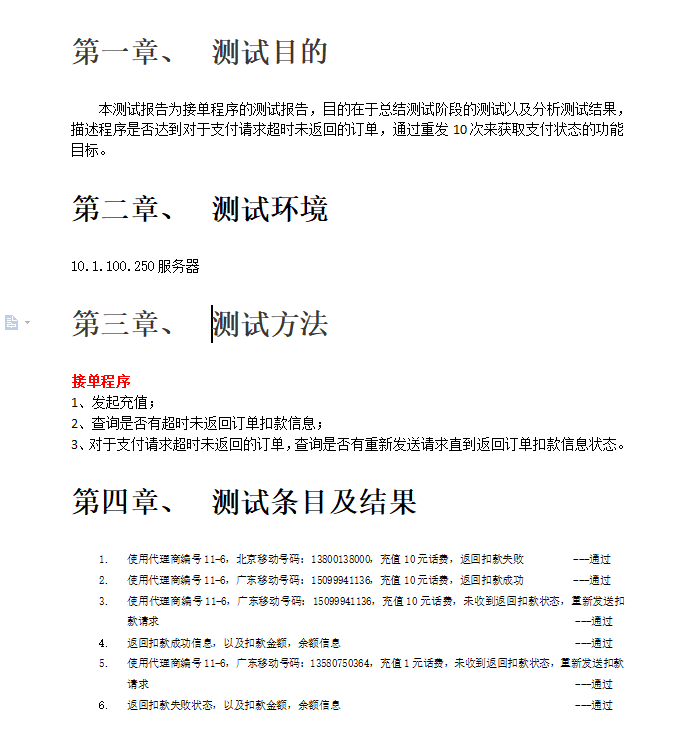 第一章、 测试目的
本测试报告为接单程序的测试报告，目的在于总结测试阶段的测试以及分析测试结果，
描述程序是否达到对于支付请求超时未返回的订单，通过重发 10 次来获取支付状态的功能
目标。
第二章、 测试环境
10.1.100.250 服务器
第三章、 测试方法
接单程序
1、发起充值；
2、查询是否有超时未返回订单扣款信息；
3、对于支付请求超时未返回的订单，查询是否有重新发送请求直到返回订单扣款信息状态。
第四章、 测试条目及结果
1. 使用代理商编号 11-6，北京移动号码：13800138000，充值 10 元话费，返回扣款失败 ---通过
2. 使用代理商编号 11-6，广东移动号码：15099941136，充值 10 元话费，返回扣款成功 ---通过
3. 使用代理商编号 11-6，广东移动号码：15099941136，充值 10 元话费，未收到返回扣款状态，重新发送扣
款请求 ---通过
4. 返回扣款成功信息，以及扣款金额，余额信息 ---通过
5. 使用代理商编号 11-6，广东移动号码：13580750364，充值 1 元话费，未收到返回扣款状态，重新发送扣款
请求 ---通过
6. 返回扣款失败状态，以及扣款金额，余额信息 ---通过